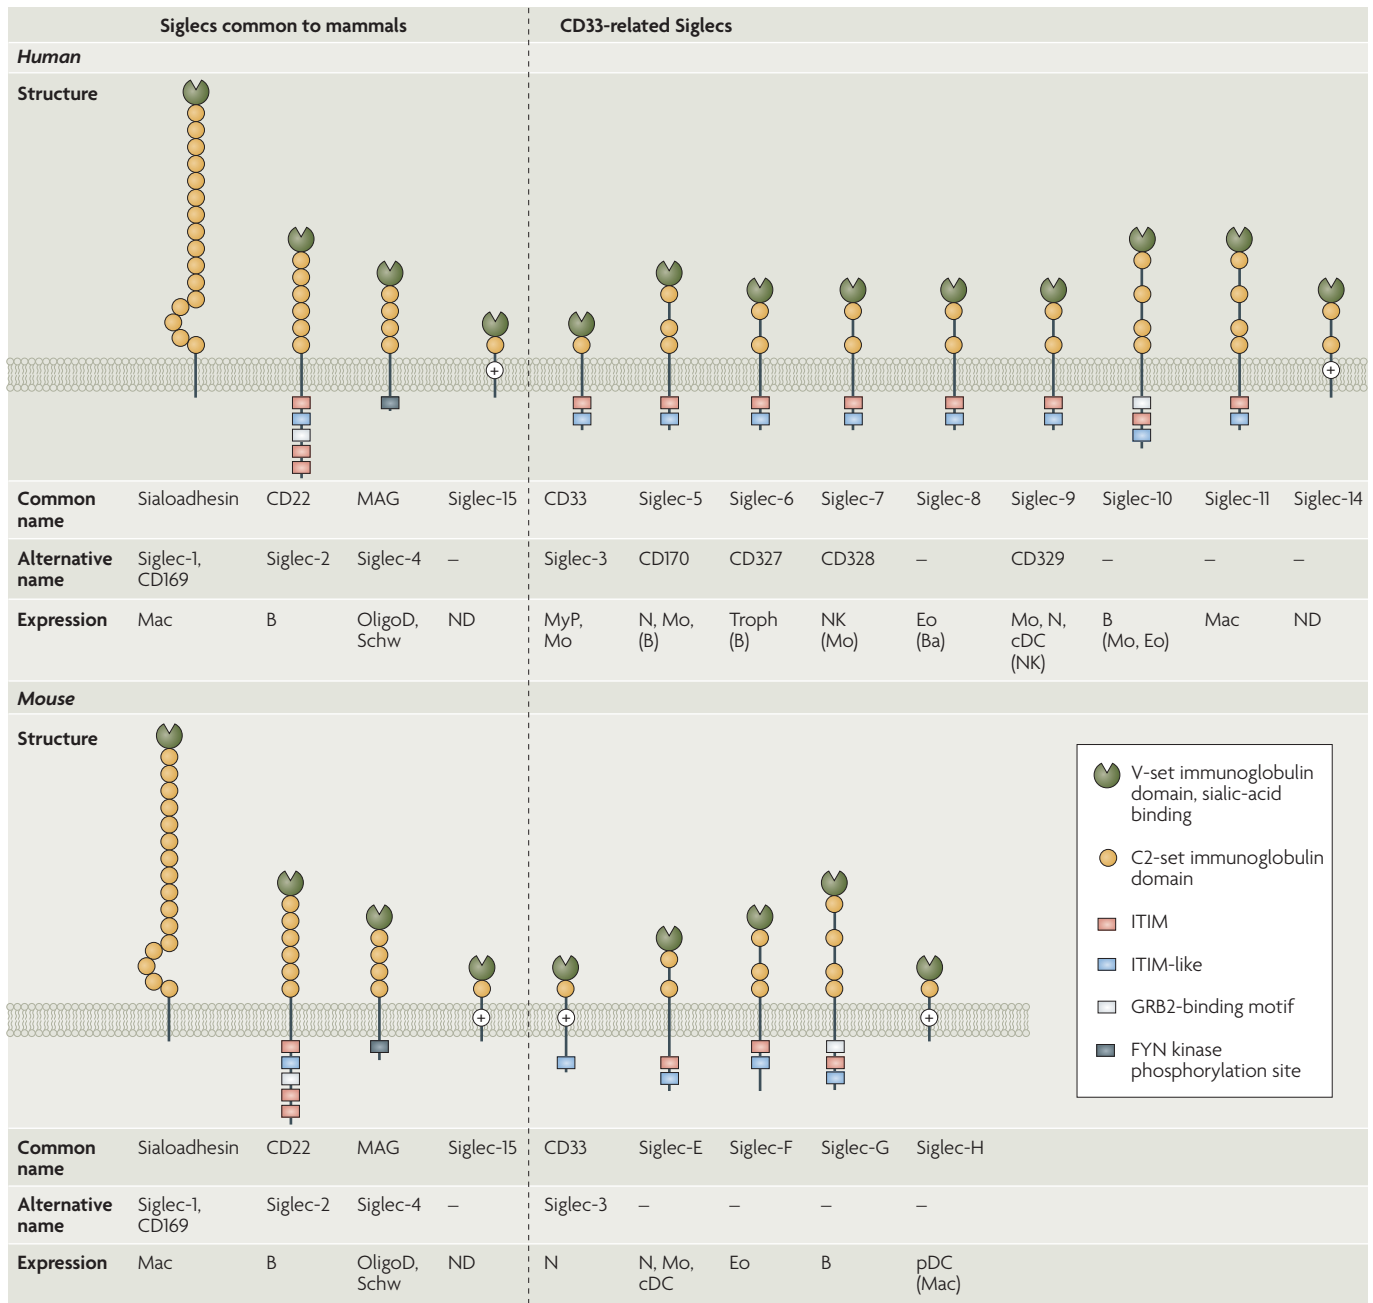 Siglecs common to mammals
CD33-related Siglecs
Human
Structure
+
+
Common name
Sialoadhesin
CD22
MAG
Siglec-15
CD33
Siglec-5
Siglec-6
Siglec-7
Siglec-8
Siglec-9
Siglec-10
Siglec-11
Siglec-14
Alternative name
Siglec-1,
CD169
Siglec-2
Siglec-4
–
Siglec-3
CD170
CD327
CD328
–
CD329
–
–
–
Expression
Mac
B
OligoD,
Schw
ND
MyP,
Mo
N, Mo,
(B)
Troph
(B)
NK
(Mo)
Eo
(Ba)
Mo, N,
cDC
(NK)
B
(Mo, Eo)
Mac
ND
Mouse
Structure
+
+
+
V-set immunoglobulin
domain, sialic-acid
binding
C2-set immunoglobulin
domain
ITIM
ITIM-like
GRB2-binding motif
FYN kinase
phosphorylation site
Common
name
Sialoadhesin
CD22
MAG
Siglec-15
CD33
Siglec-E
Siglec-F
Siglec-G
Siglec-H
Alternative
name
Siglec-1,
CD169
Siglec-2
Siglec-4
–
Siglec-3
–
–
–
–
Expression
Mac
B
OligoD,
Schw
ND
N
N, Mo,
cDC
Eo
B
pDC
(Mac)